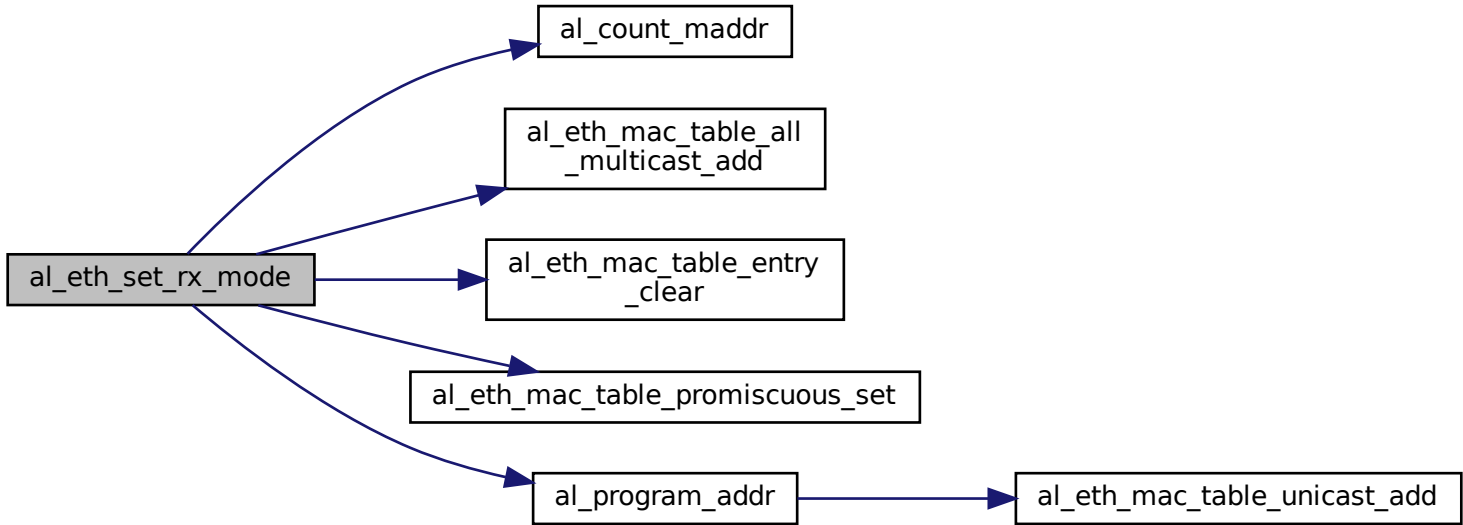 al_count_maddr
al_eth_mac_table_all
_multicast_add
al_eth_mac_table_entry
_clear
al_eth_set_rx_mode
al_eth_mac_table_promiscuous_set
al_program_addr
al_eth_mac_table_unicast_add